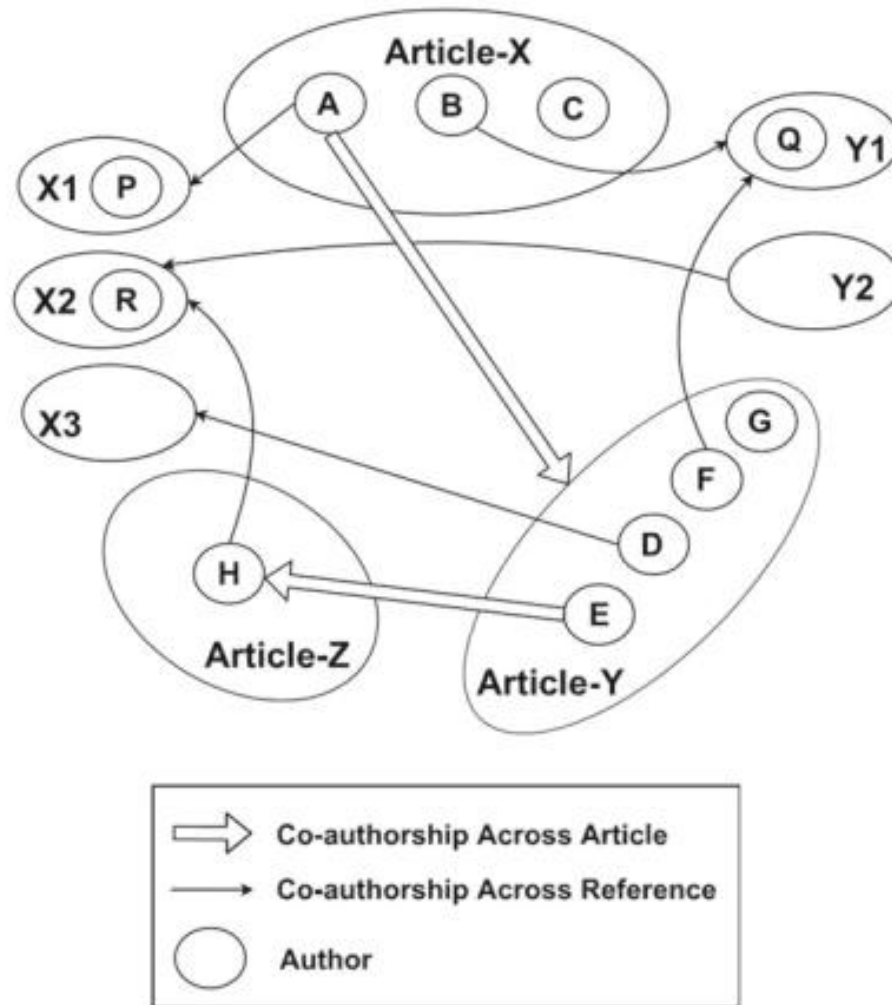 Article-X
A B C
Q Y1
X1 P
X2 R
Y2
X3
G
F
D
H
E
Article-Z
Article-Y
Co-authorship Across Article
Co-authorship Across Reference
Author